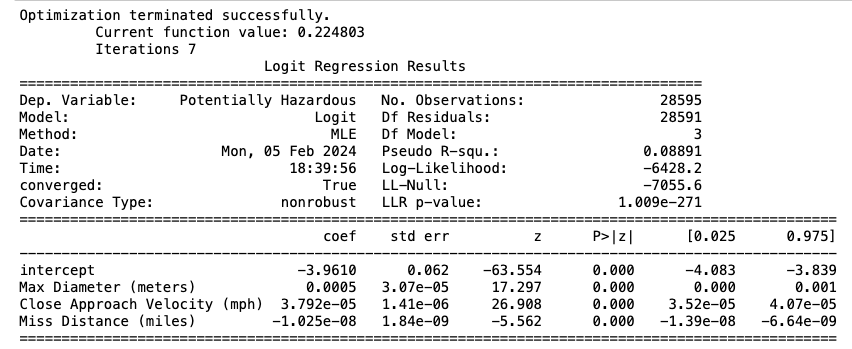 Optimization terminated successfully.
Current function value: 0.224803
Iterations 7
Logit Regression Results
==============================================================================
Dep. Variable: Potentially Hazardous No. Observations: 28595
Model: Logit Df Residuals: 28591
Method: MLE Df Model: 3
Date: Mon, 05 Feb 2024 Pseudo R-squ.: 0.08891
Time: 18:39:56 Log-Likelihood: -6428.2
converged: True LL-Null: -7055.6
Covariance Type: nonrobust LLR p-value: 1.009e-271
==============================================================================
coef std err z P>|z| [0.025 0.975]
------------------------------------------------------------------------------
intercept -3.9610 0.062 -63.554 0.000 -4.083 -3.839
Max Diameter (meters) 0.0005 3.07e-05 17.297 0.000 0.000 0.001
Close Approach Velocity (mph) 3.792e-05 1.41e-06 26.908 0.000 3.52e-05 4.07e-05
Miss Distance (miles) -1.025e-08 1.84e-09 -5.562 0.000 -1.39e-08 -6.64e-09
==============================================================================